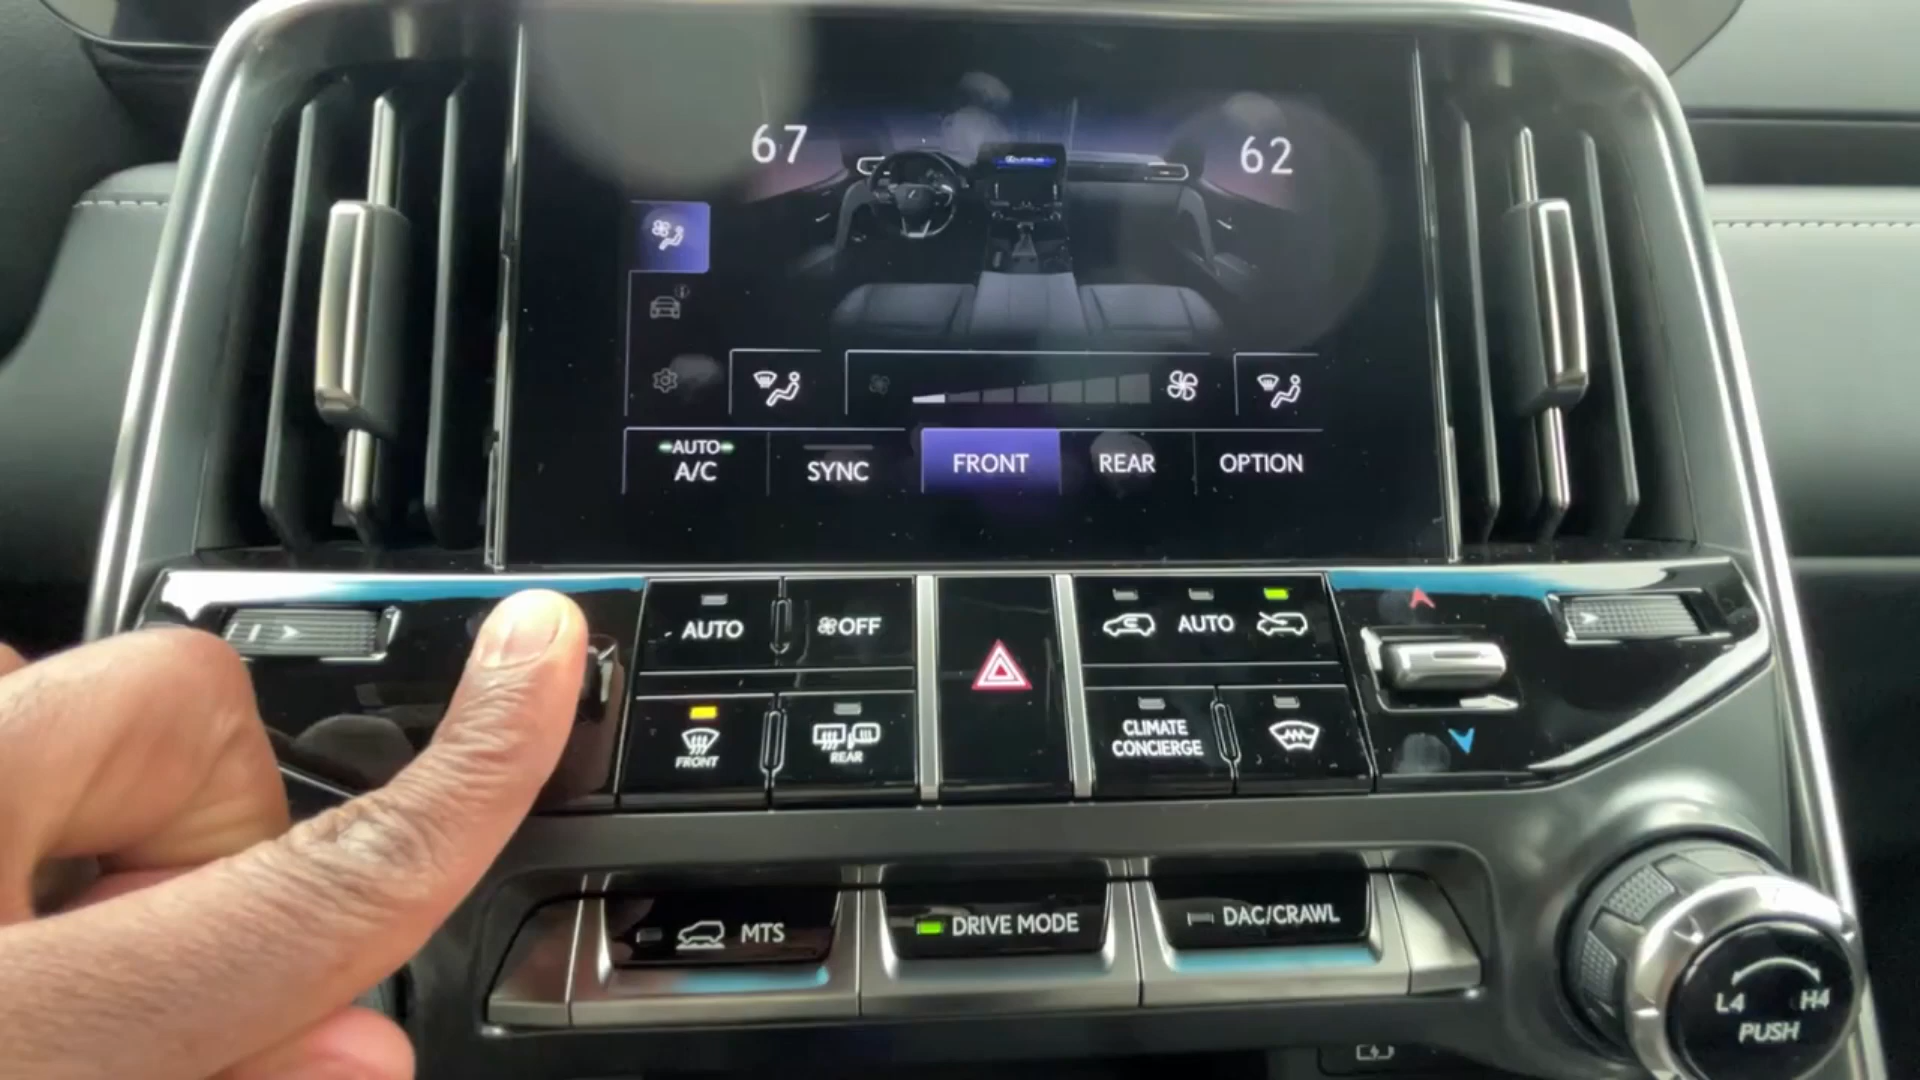 67
62
AUTO
A/C
SYNC
FRONT
REAR
OPTION
AUTO
OFF
AUTO
FRONT
REAR
CLIMATE
CONCIERGE
MTS
DRIVE MODE
DAC/CRAWL
L4
H4
PUSH